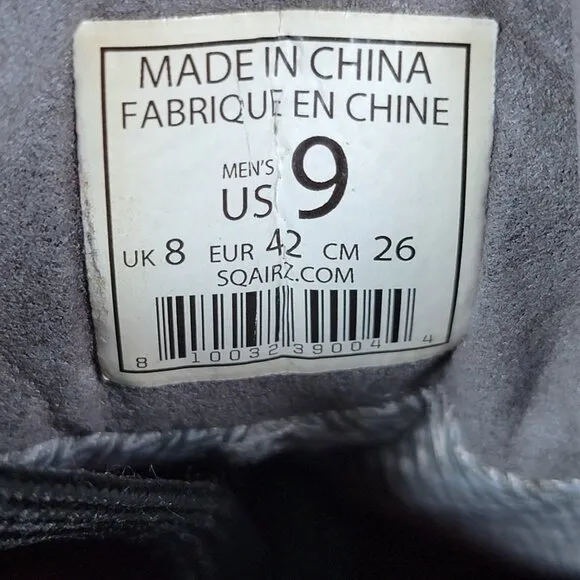 MADE IN CHINA
FABRIQUE EN CHINE
MEN'S
US 9
UK 8 EUR 42 CM 26
SQAIRZ.COM
8 10032 39004 4